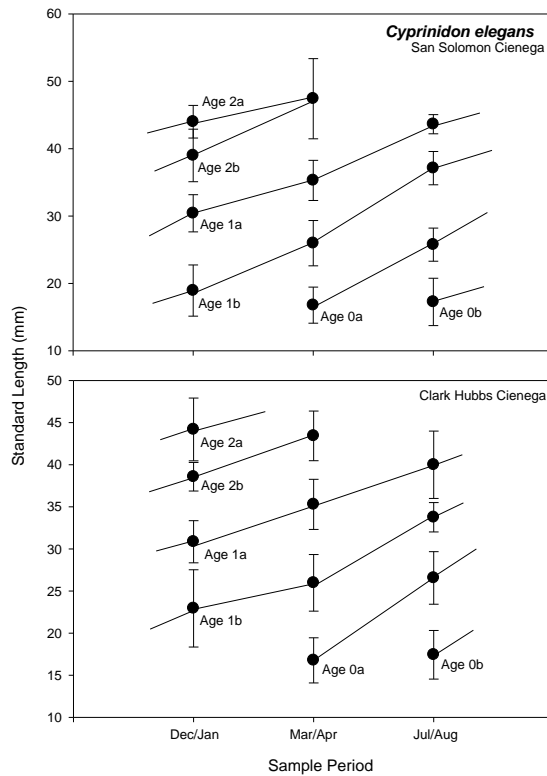 60
Cyprinidon elegans
San Solomon Cienega
50
Age 2a
40
Age 2b
30
Age 1a
20
Age 1b
Age 0a
Age 0b
10
Standard Length (mm)
50
Clark Hubbs Cienega
45
Age 2a
40
Age 2b
35
30
Age 1a
25
Age 1b
20
15
Age 0a
Age 0b
10
Dec/Jan
Mar/Apr
Jul/Aug
Sample Period